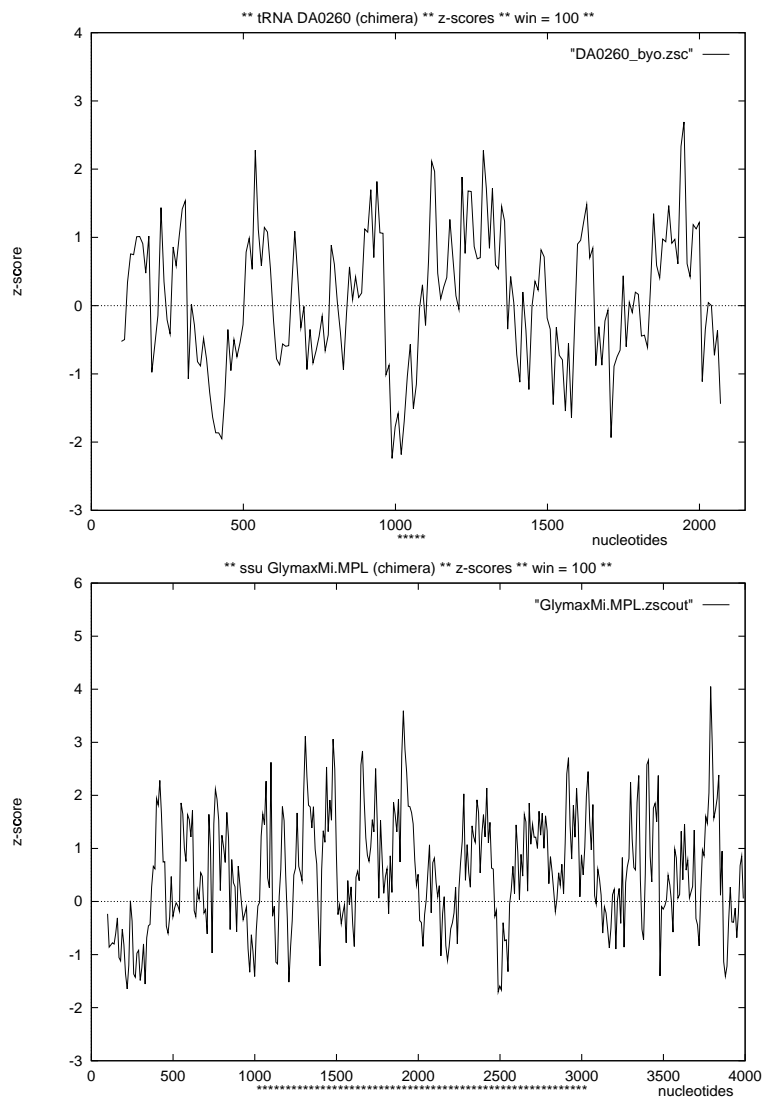 ** tRNA DA0260 (chimera) ** z-scores ** win = 100 **
"DA0260_byo.zsc"
4
3
2
1
0
-1
-2
-3
z-score
0 500 1000 1500 2000
***** nucleotides
** ssu GlymaxMi.MPL (chimera) ** z-scores ** win = 100 **
"GlymaxMi.MPL.zscout"
6
5
4
3
2
1
0
-1
-2
-3
z-score
0 500 1000 1500 2000 2500 3000 3500 4000
nucleotides